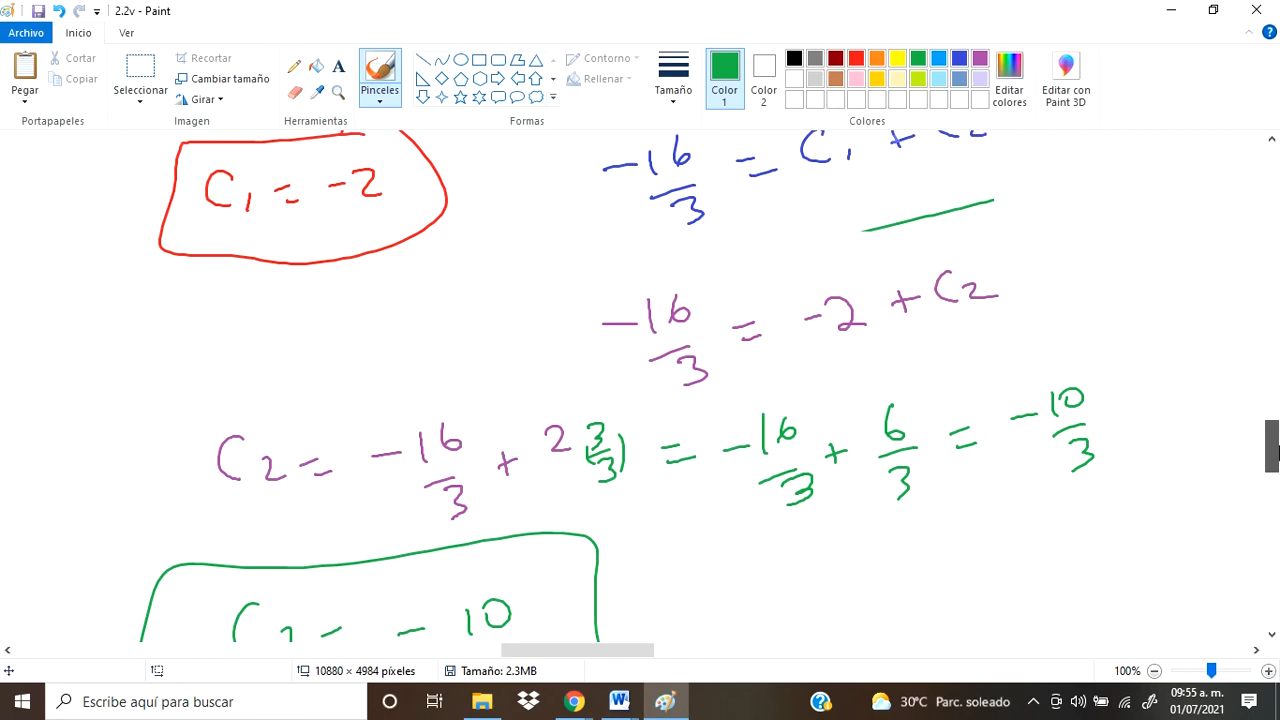 2.2v - Paint
Archivo Inicio Ver
Pegar
Cortar
Copiar
Portapapeles
Seleccionar
Recortar
Cambiar tamaño
Girar
Imagen
A
Herramientas
Pinceles
Contorno
Rellenar
Formas
Tamaño
Color 1
Color 2
Editar colores
Editar con Paint 3D
Colores
C1 = -2
-16/3 = C1 + C2
-16/3 = -2 + C2
C2 = -16/3 + 2(3/3) = -16/3 + 6/3 = -10/3
C2 = -10
10880 × 4984 píxeles
Tamaño: 2.3MB
100%
Escribe aquí para buscar
30°C Parc. soleado
09:55 a. m.
01/07/2021